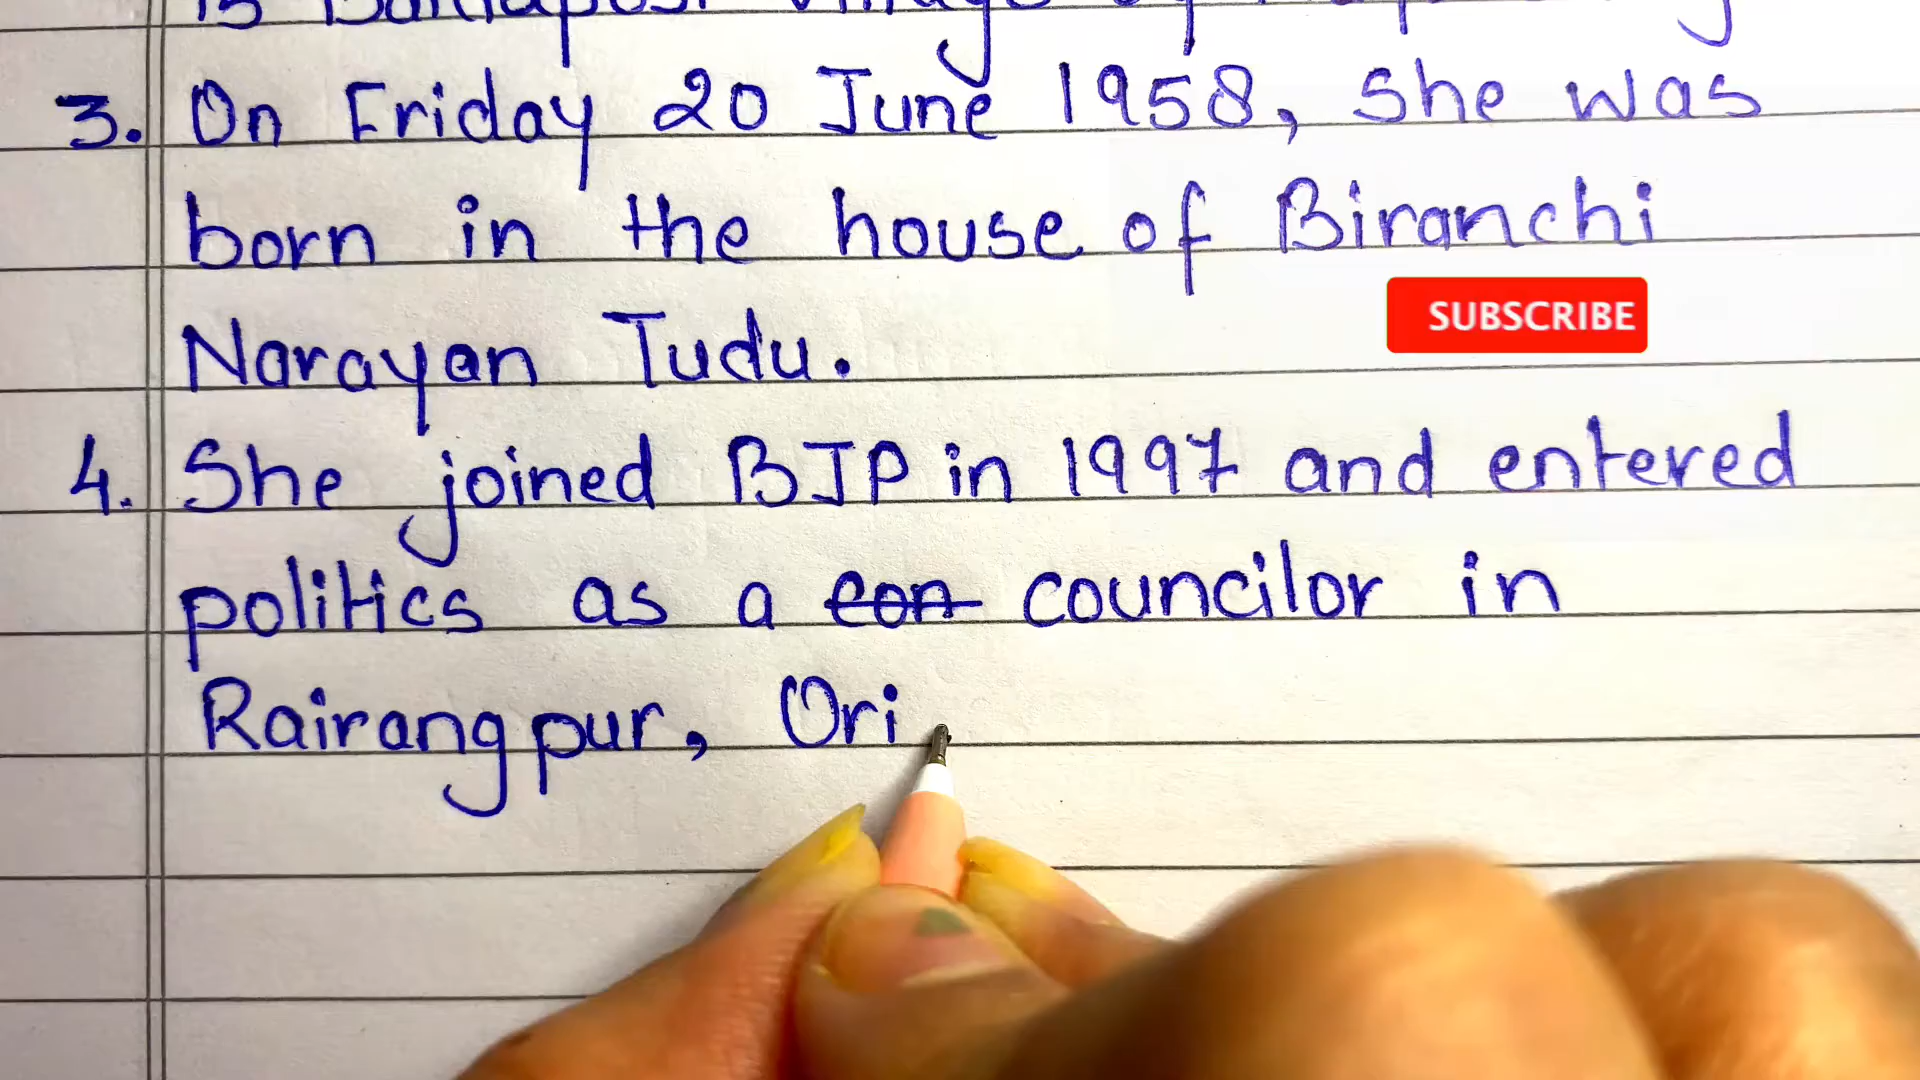 3. On Friday 20 June 1958, she was
born in the house of Biranchi
Narayan Tudu.
SUBSCRIBE
4. She joined BJP in 1997 and entered
politics as a con councilor in
Rairangpur, Ori